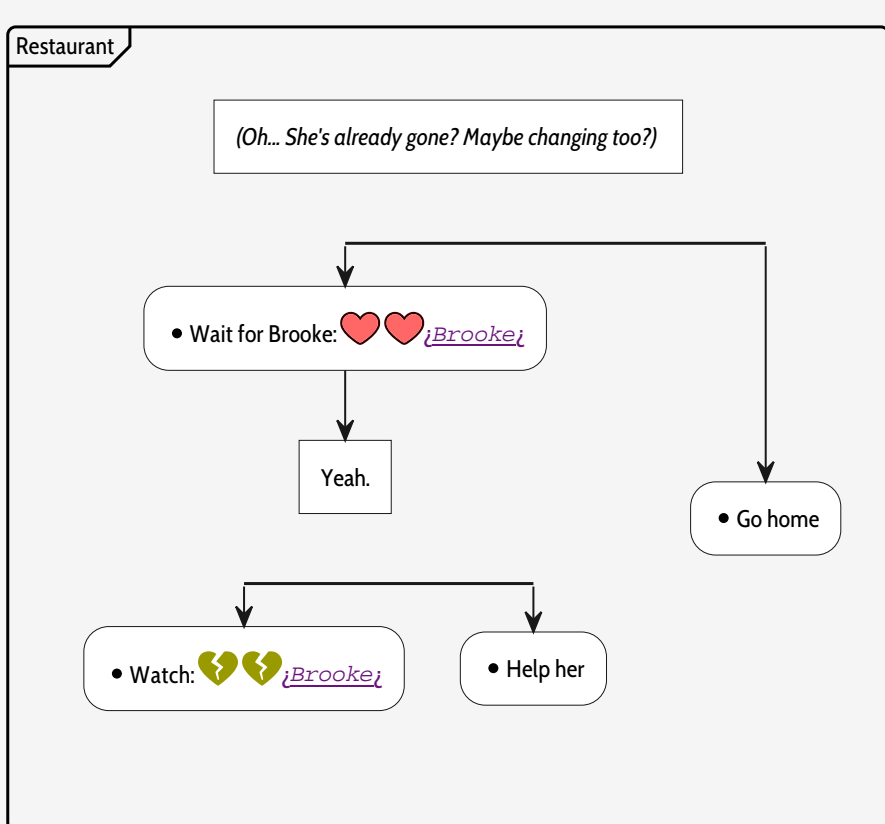 Restaurant
(Oh... She's already gone? Maybe changing too?)
• Wait for Brooke: ¿Brooke¿
Yeah.
• Go home
• Watch: ¿Brooke¿
• Help her